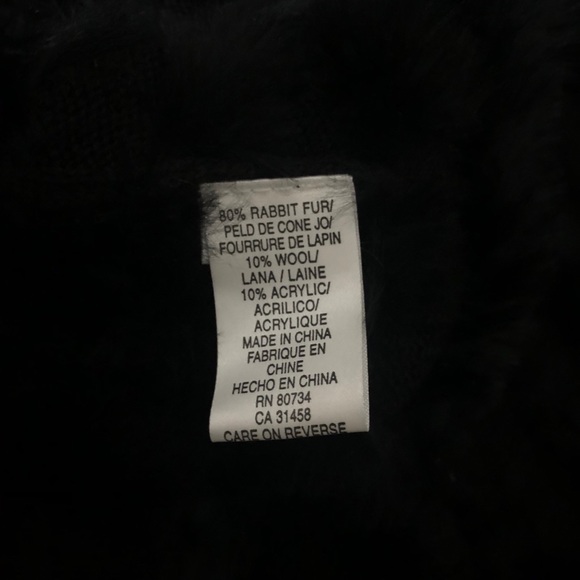 80% RABBIT FUR/
PELD DE CONE JO/
FOURRURE DE LAPIN
10% WOOL/
LANA / LAINE
10% ACRYLIC/
ACRILICO/
ACRYLIQUE
MADE IN CHINA
FABRIQUE EN
CHINE
HECHO EN CHINA
RN 80734
CA 31458
CARE ON REVERSE